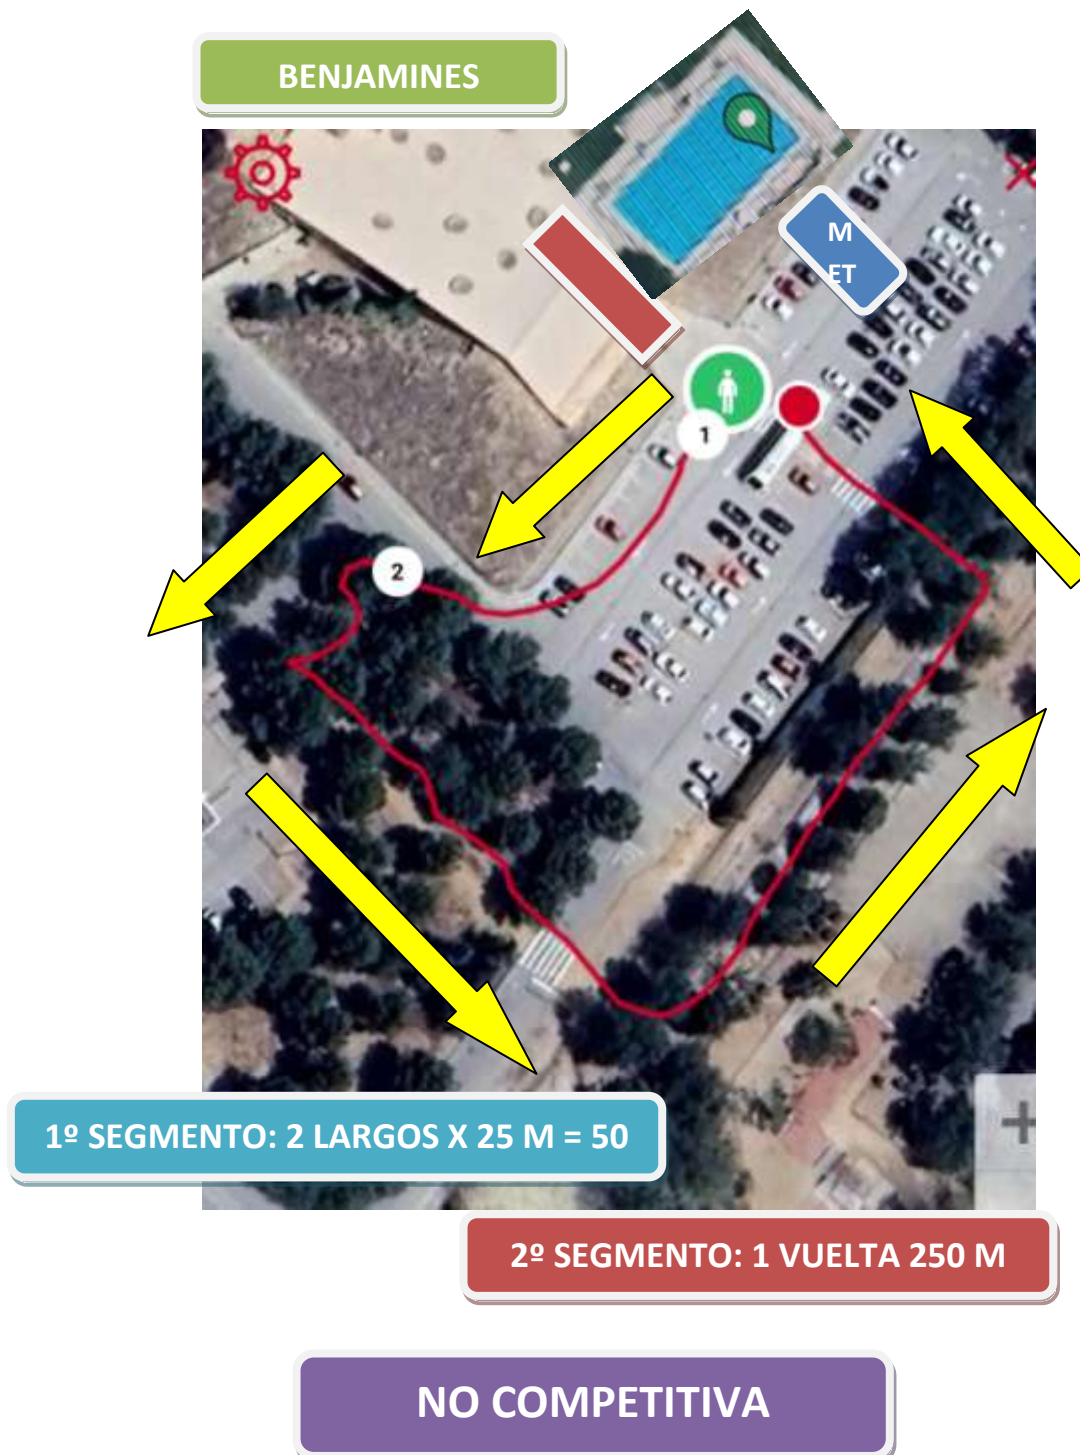 BENJAMINES
M
ET
1
2
1º SEGMENTO: 2 LARGOS X 25 M = 50
2º SEGMENTO: 1 VUELTA 250 M
NO COMPETITIVA